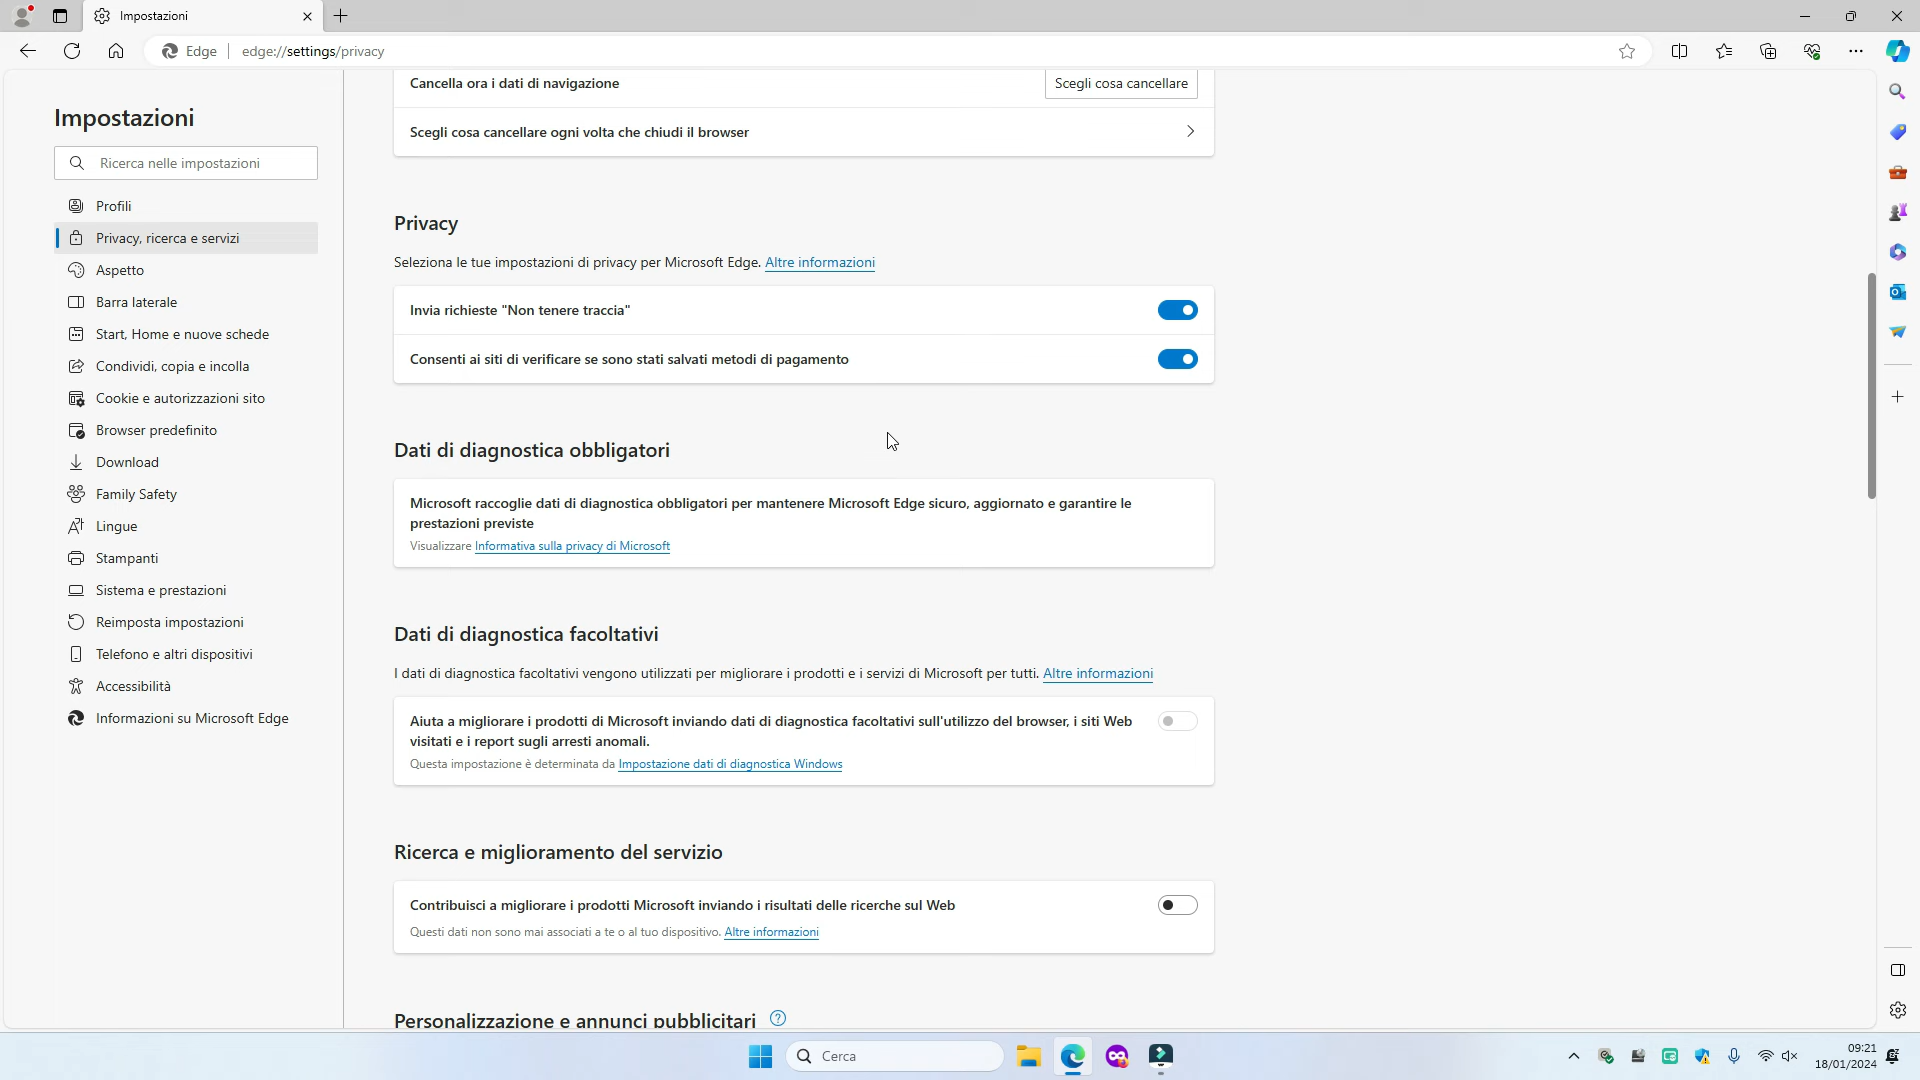 Impostazioni
Edge
edge://settings/privacy
Impostazioni
Ricerca nelle impostazioni
Profili
Privacy, ricerca e servizi
Aspetto
Barra laterale
Start, Home e nuove schede
Condividi, copia e incolla
Cookie e autorizzazioni sito
Browser predefinito
Download
Family Safety
Lingue
Stampanti
Sistema e prestazioni
Reimposta impostazioni
Telefono e altri dispositivi
Accessibilità
Informazioni su Microsoft Edge
Cancella ora i dati di navigazione
Scegli cosa cancellare
Scegli cosa cancellare ogni volta che chiudi il browser
Privacy
Seleziona le tue impostazioni di privacy per Microsoft Edge. Altre informazioni
Invia richieste "Non tenere traccia"
Consenti ai siti di verificare se sono stati salvati metodi di pagamento
Dati di diagnostica obbligatori
Microsoft raccoglie dati di diagnostica obbligatori per mantenere Microsoft Edge sicuro, aggiornato e garantire le
prestazioni previste
Visualizzare Informativa sulla privacy di Microsoft
Dati di diagnostica facoltativi
I dati di diagnostica facoltativi vengono utilizzati per migliorare i prodotti e i servizi di Microsoft per tutti. Altre informazioni
Aiuta a migliorare i prodotti di Microsoft inviando dati di diagnostica facoltativi sull'utilizzo del browser, i siti Web
visitati e i report sugli arresti anomali.
Questa impostazione è determinata da Impostazione dati di diagnostica Windows
Ricerca e miglioramento del servizio
Contribuisci a migliorare i prodotti Microsoft inviando i risultati delle ricerche sul Web
Questi dati non sono mai associati a te o al tuo dispositivo. Altre informazioni
Personalizzazione e annunci pubblicitari
Cerca
09:21
18/01/2024